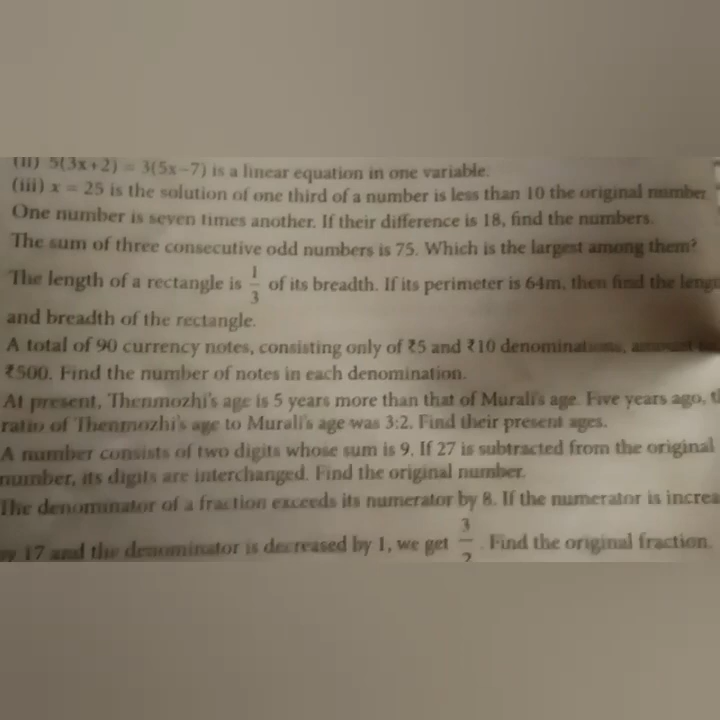 (ii) 5(3x+2) = 3(5x−7) is a linear equation in one variable.
(iii) x = 25 is the solution of one third of a number is less than 10 the original number.
One number is seven times another. If their difference is 18, find the numbers.
The sum of three consecutive odd numbers is 75. Which is the largest among them?
The length of a rectangle is 1/3 of its breadth. If its perimeter is 64m, then find the
and breadth of the rectangle.
A total of 90 currency notes, consisting only of ₹5 and ₹10 denominations, amount
₹500. Find the number of notes in each denomination.
At present, Thenmozhi's age is 5 years more than that of Murali's age. Five years ago,
ratio of Thenmozhi's age to Murali's age was 3:2. Find their present ages.
A number consists of two digits whose sum is 9. If 27 is subtracted from the original
number, its digits are interchanged. Find the original number.
The denominator of a fraction exceeds its numerator by 8. If the numerator is
17 and the denominator is decreased by 1, we get 3/2. Find the original fraction.